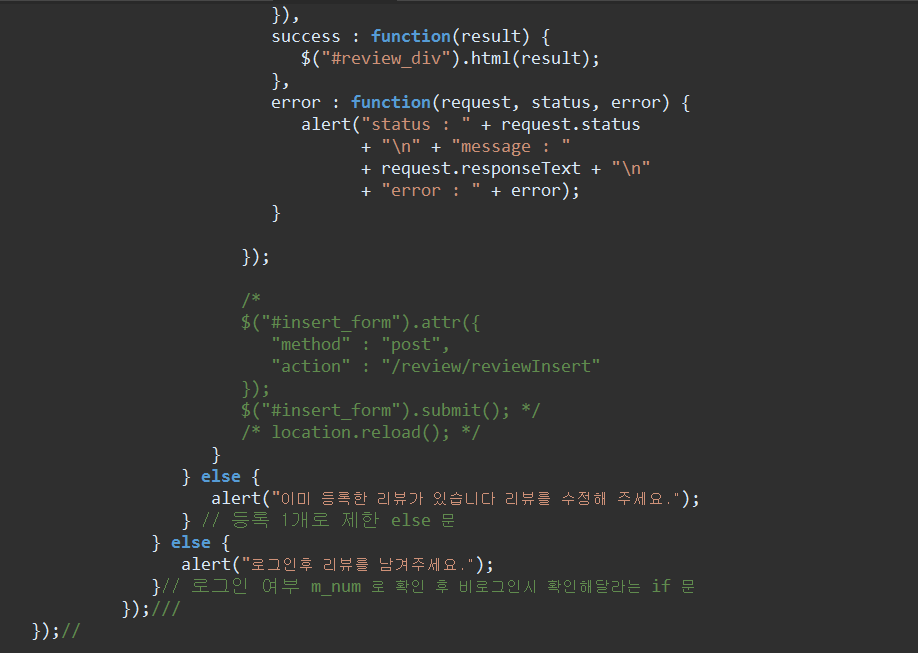 }),
success : function(result) {
$("#review_div").html(result);
},
error : function(request, status, error) {
alert("status : " + request.status
+ "\n" + "message : "
+ request.responseText + "\n"
+ "error : " + error);
}
});
/*
$("#insert_form").attr({
"method" : "post",
"action" : "/review/reviewInsert"
});
$("#insert_form").submit(); */
/* location.reload(); */
}
} else {
alert("이미 등록한 리뷰가 있습니다 리뷰를 수정해 주세요.");
} // 등록 1개로 제한 else 문
} else {
alert("로그인후 리뷰를 남겨주세요.");
}// 로그인 여부 m_num 로 확인 후 비로그인시 확인해달라는 if 문
});///
});//